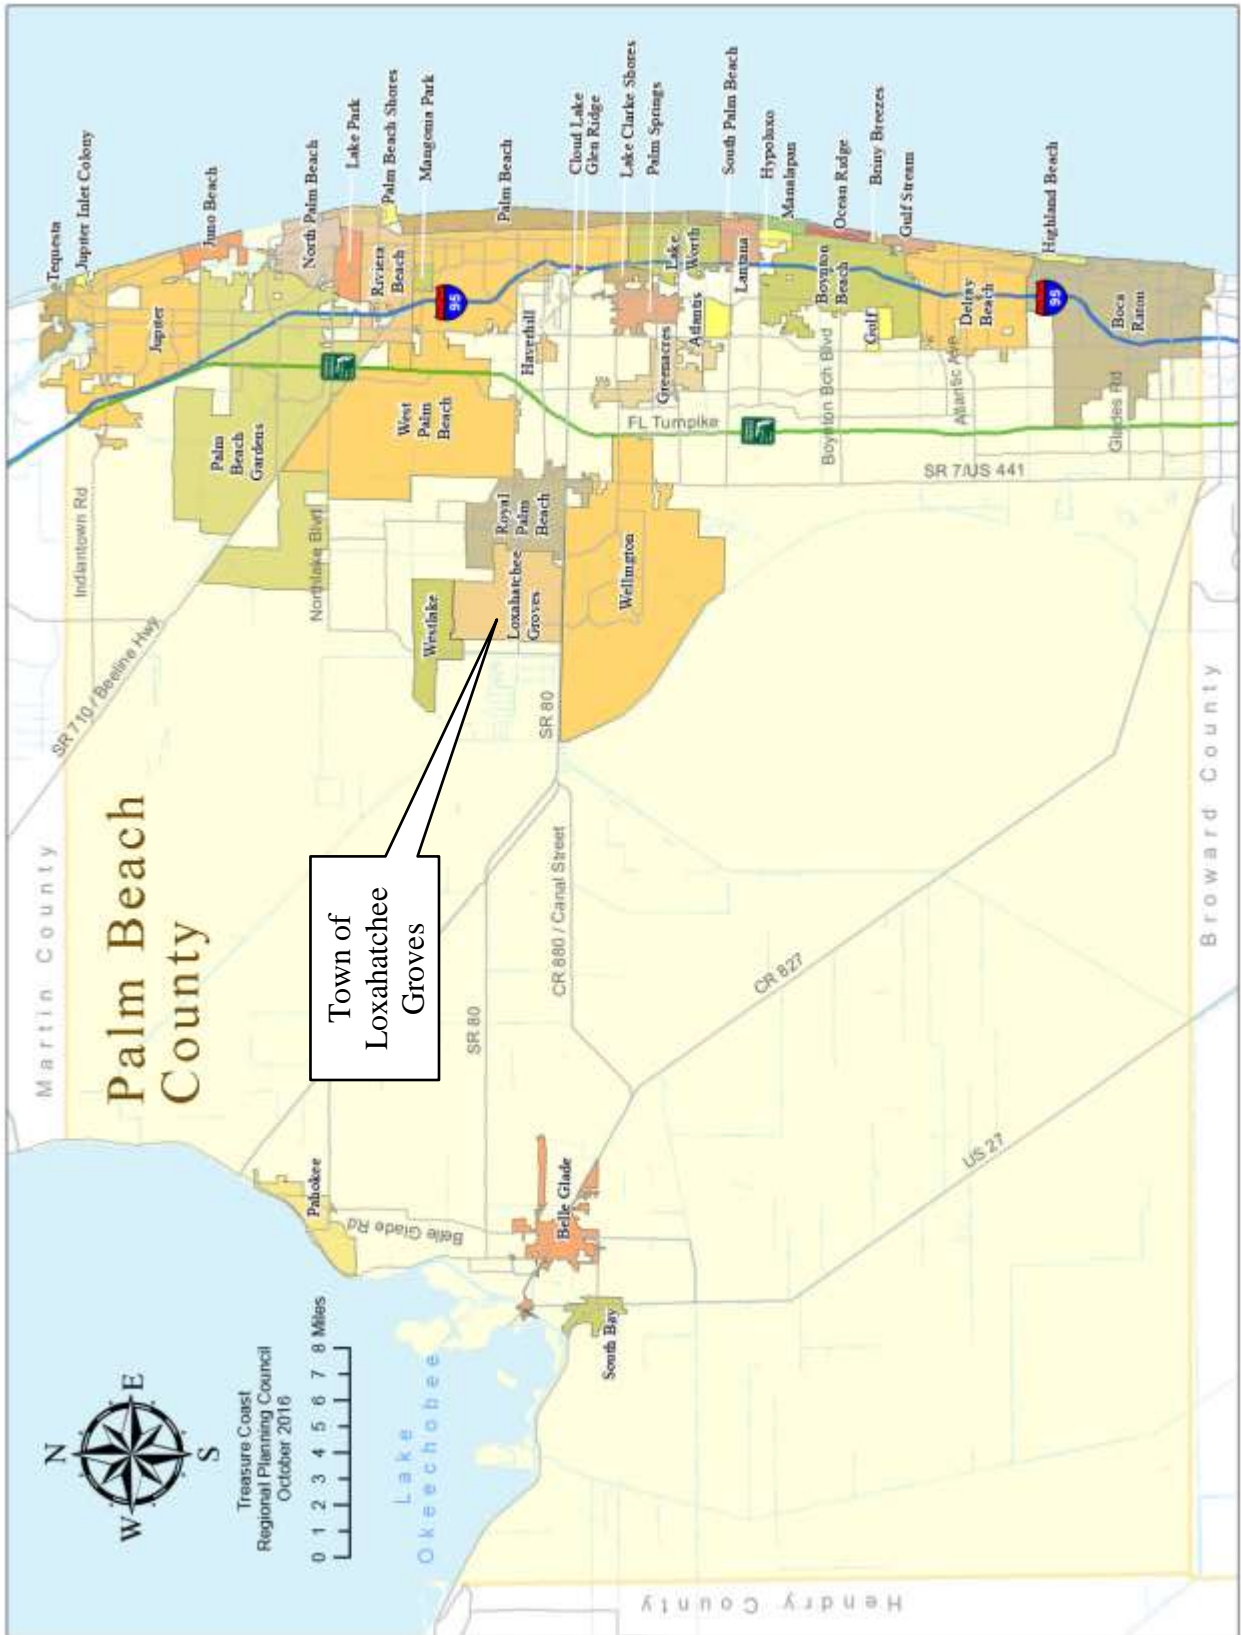 Martin County
Palm Beach
County
Town of
Loxahatchee
Groves
N
W
E
S
Treasure Coast
Regional Planning Council
October 2016
0 1 2 3 4 5 6 7 8 Miles
Lake
Okeechobee
Hendry County
Broward County
Pahokee
Belle Glade Rd
Belle Glade
South Bay
SR 80
CR 880 / Canal Street
CR 827
US 27
SR 80
SR 710 / Beeline Hwy
Indiantown Rd
Northlake Blvd
Westlake
Loxahatchee
Groves
Royal
Palm
Beach
Wellington
Palm
Beach
Gardens
West
Palm
Beach
FL Turnpike
SR 7/US 441
Boynton Bch Blvd
Atlantic Ave
Glades Rd
Jupiter
Riviera
Beach
95
Haverhill
Greenacres
Atlantis
Lake
Worth
Lantana
Boynton
Beach
Golf
Delray
Beach
95
Boca
Raton
Tequesta
Jupiter Inlet Colony
Juno Beach
North Palm Beach
Lake Park
Palm Beach Shores
Mangonia Park
Palm Beach
Cloud Lake
Glen Ridge
Lake Clarke Shores
Palm Springs
South Palm Beach
Hypoluxo
Manalapan
Ocean Ridge
Briny Breezes
Gulf Stream
Highland Beach